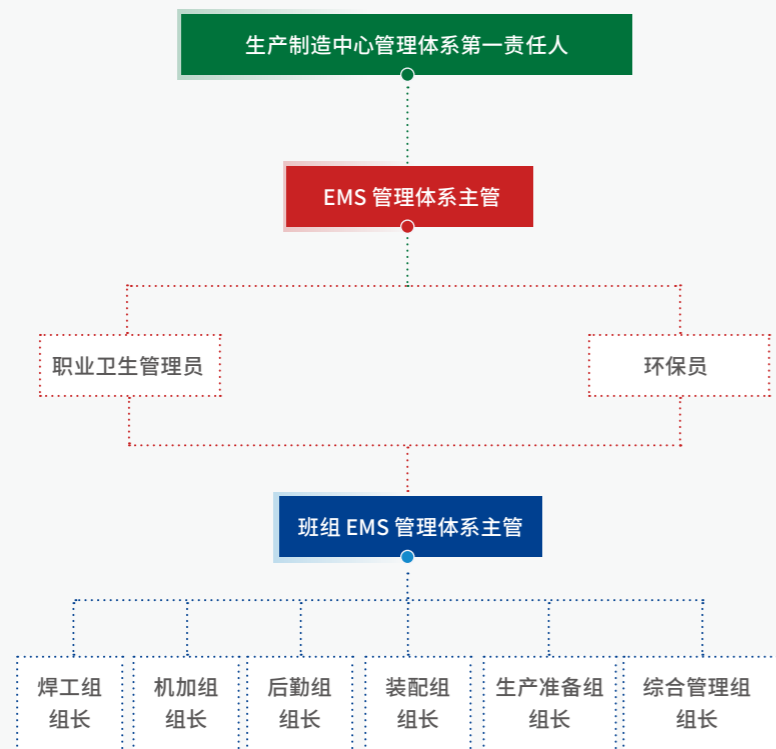 生产制造中心管理体系第一责任人
EMS 管理体系主管
职业卫生管理员
环保员
班组 EMS 管理体系主管
焊工组
组长
机加组
组长
后勤组
组长
装配组
组长
生产准备组
组长
综合管理组
组长